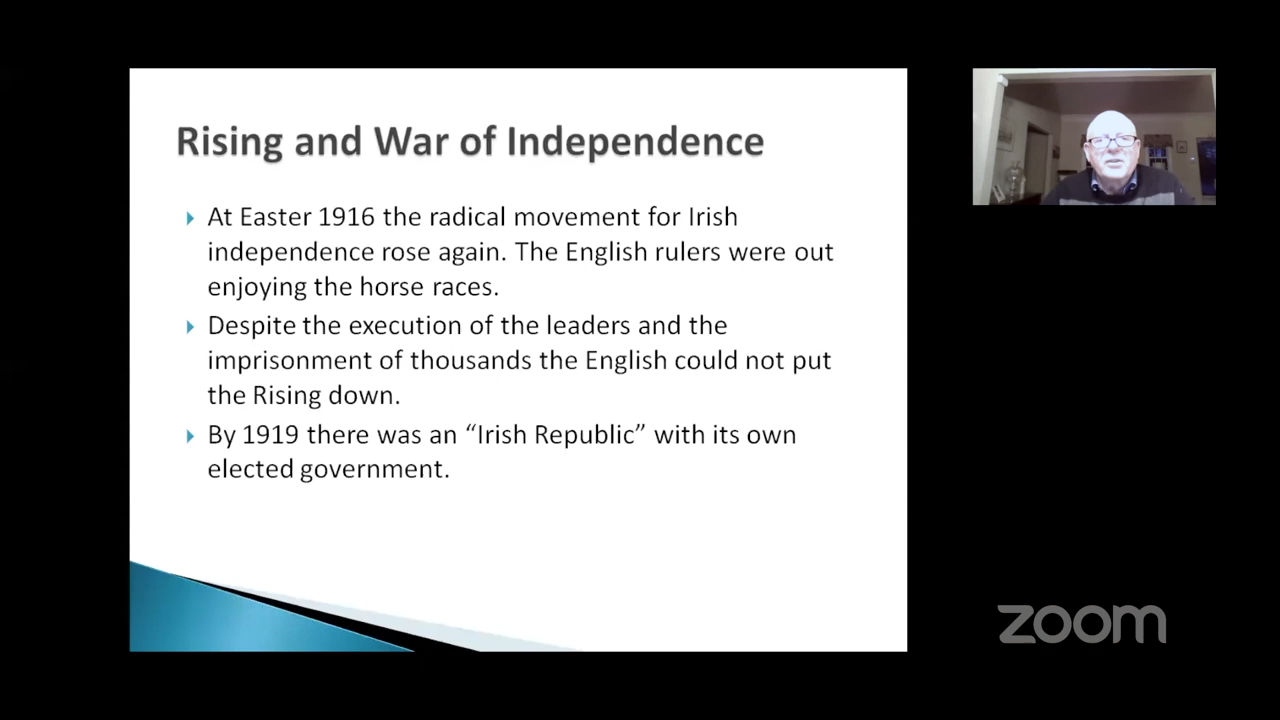 Rising and War of Independence
At Easter 1916 the radical movement for Irish
independence rose again. The English rulers were out
enjoying the horse races.
Despite the execution of the leaders and the
imprisonment of thousands the English could not put
the Rising down.
By 1919 there was an “Irish Republic” with its own
elected government.
zoom